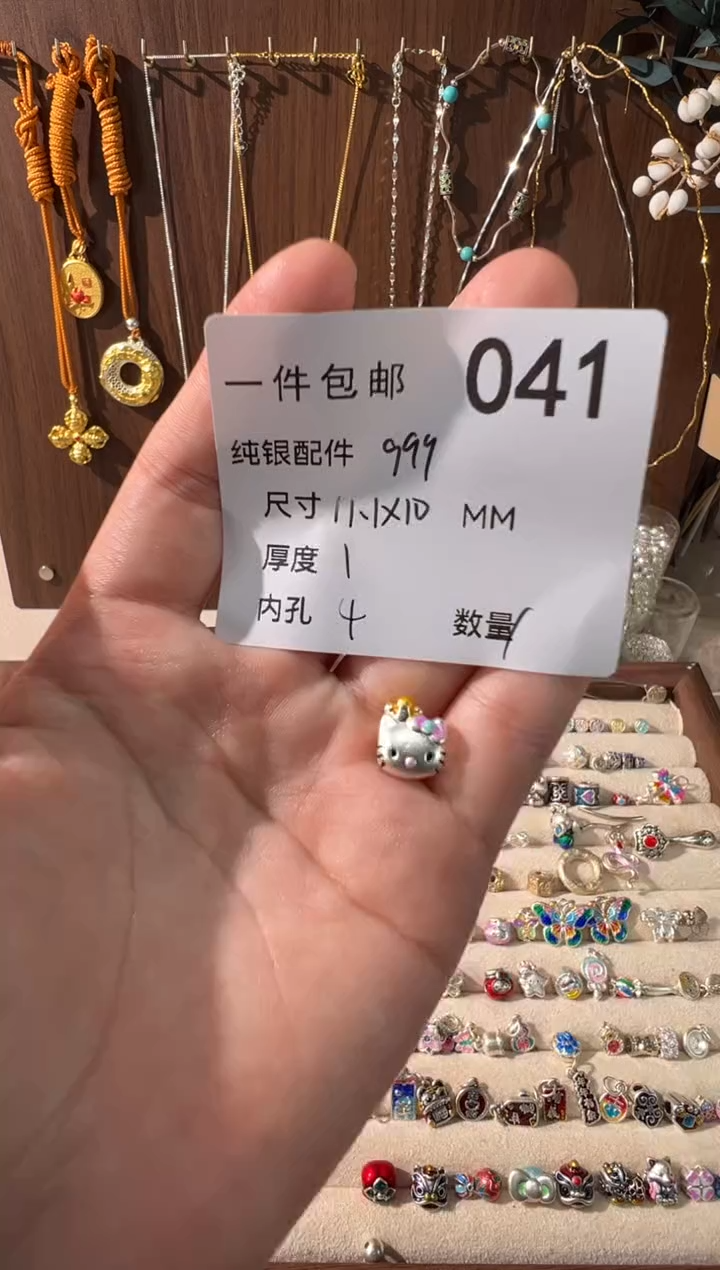 一件包邮 041
纯银配件 999
尺寸 11.1X10 MM
厚度 1
内孔 4 数量